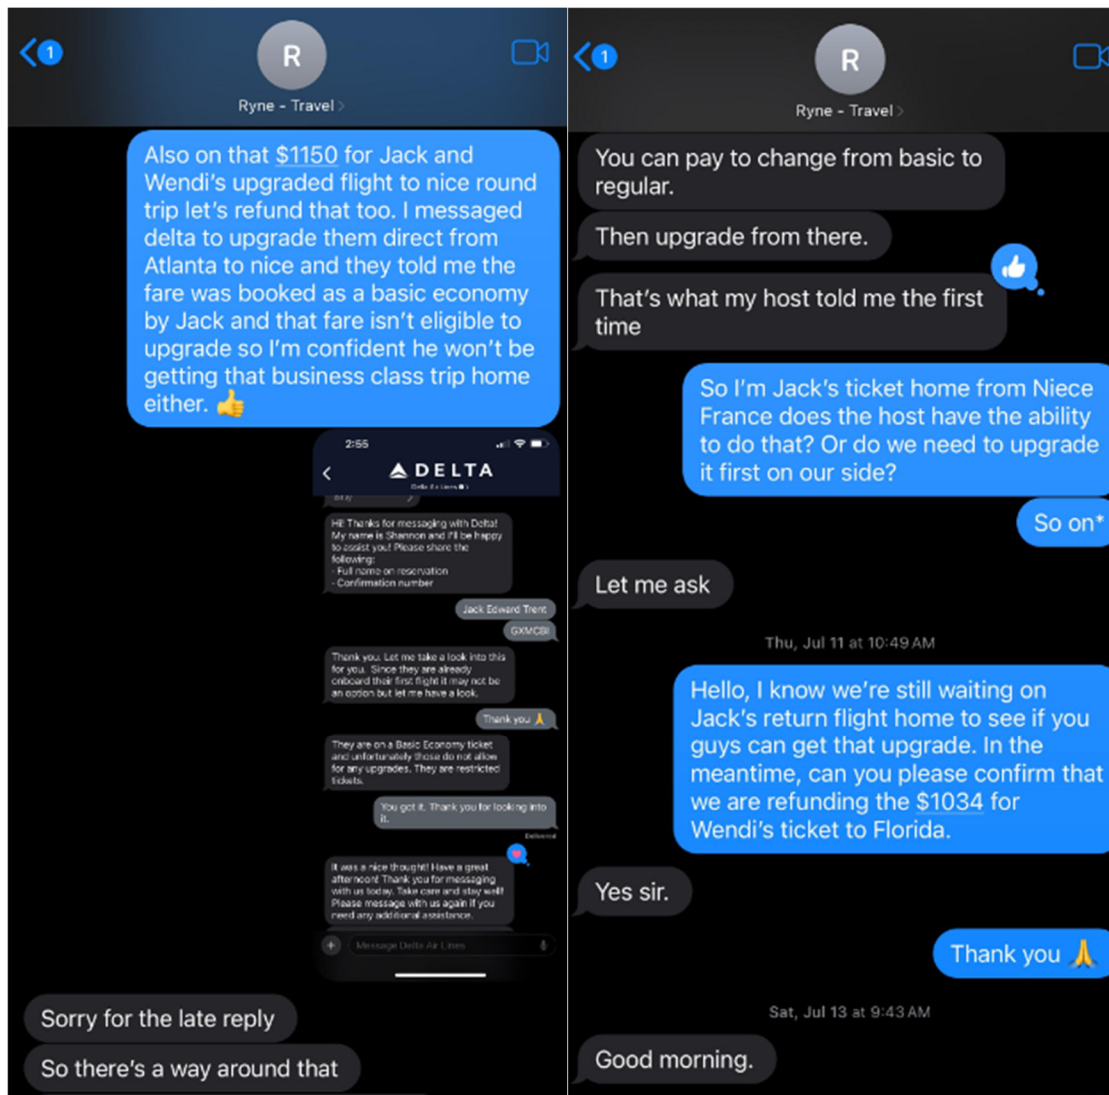 1
R
Ryne - Travel
Also on that $1150 for Jack and
Wendi's upgraded flight to nice round
trip let's refund that too. I messaged
delta to upgrade them direct from
Atlanta to nice and they told me the
fare was booked as a basic economy
by Jack and that fare isn't eligible to
upgrade so I'm confident he won't be
getting that business class trip home
either. 👍
2:55
DELTA
Delta Air Lines
Hi! Thanks for messaging with Delta!
My name is Shannon and I'll be happy
to assist you! Please share the
following:
- Full name on reservation
- Confirmation number
Jack Edward Trent
GXMCBI
Thank you. Let me take a look into this
for you. Since they are already
onboard their first flight it may not be
an option but let me have a look.
Thank you 🙏
They are on a Basic Economy ticket
and unfortunately those do not allow
for any upgrades. They are restricted
tickets.
You got it. Thank you for looking into
it.
Delivered
It was a nice thought! Have a great
afternoon! Thank you for messaging
with us today. Take care and stay well!
Please message with us again if you
need any additional assistance.
Message Delta Air Lines
Sorry for the late reply
So there's a way around that
1
R
Ryne - Travel
You can pay to change from basic to
regular.
Then upgrade from there.
That's what my host told me the first
time
So I'm Jack's ticket home from Niece
France does the host have the ability
to do that? Or do we need to upgrade
it first on our side?
So on*
Let me ask
Thu, Jul 11 at 10:49 AM
Hello, I know we're still waiting on
Jack's return flight home to see if you
guys can get that upgrade. In the
meantime, can you please confirm that
we are refunding the $1034 for
Wendi's ticket to Florida.
Yes sir.
Thank you 🙏
Sat, Jul 13 at 9:43 AM
Good morning.